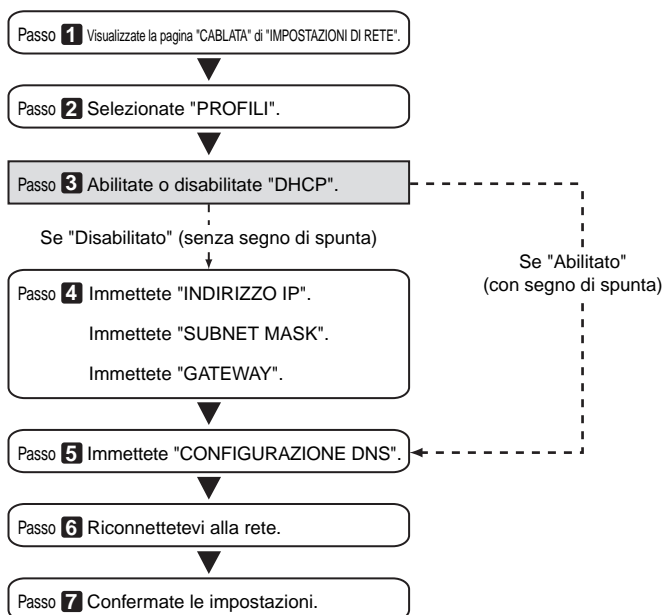 Passo 1 Visualizzate la pagina "CABLATA" di "IMPOSTAZIONI DI RETE".
Passo 2 Selezionate "PROFILI".
Passo 3 Abilitate o disabilitate "DHCP".
Se "Disabilitato" (senza segno di spunta)
Se "Abilitato"
(con segno di spunta)
Passo 4 Immettete "INDIRIZZO IP".
Immettete "SUBNET MASK".
Immettete "GATEWAY".
Passo 5 Immettete "CONFIGURAZIONE DNS".
Passo 6 Riconnettetevi alla rete.
Passo 7 Confermate le impostazioni.